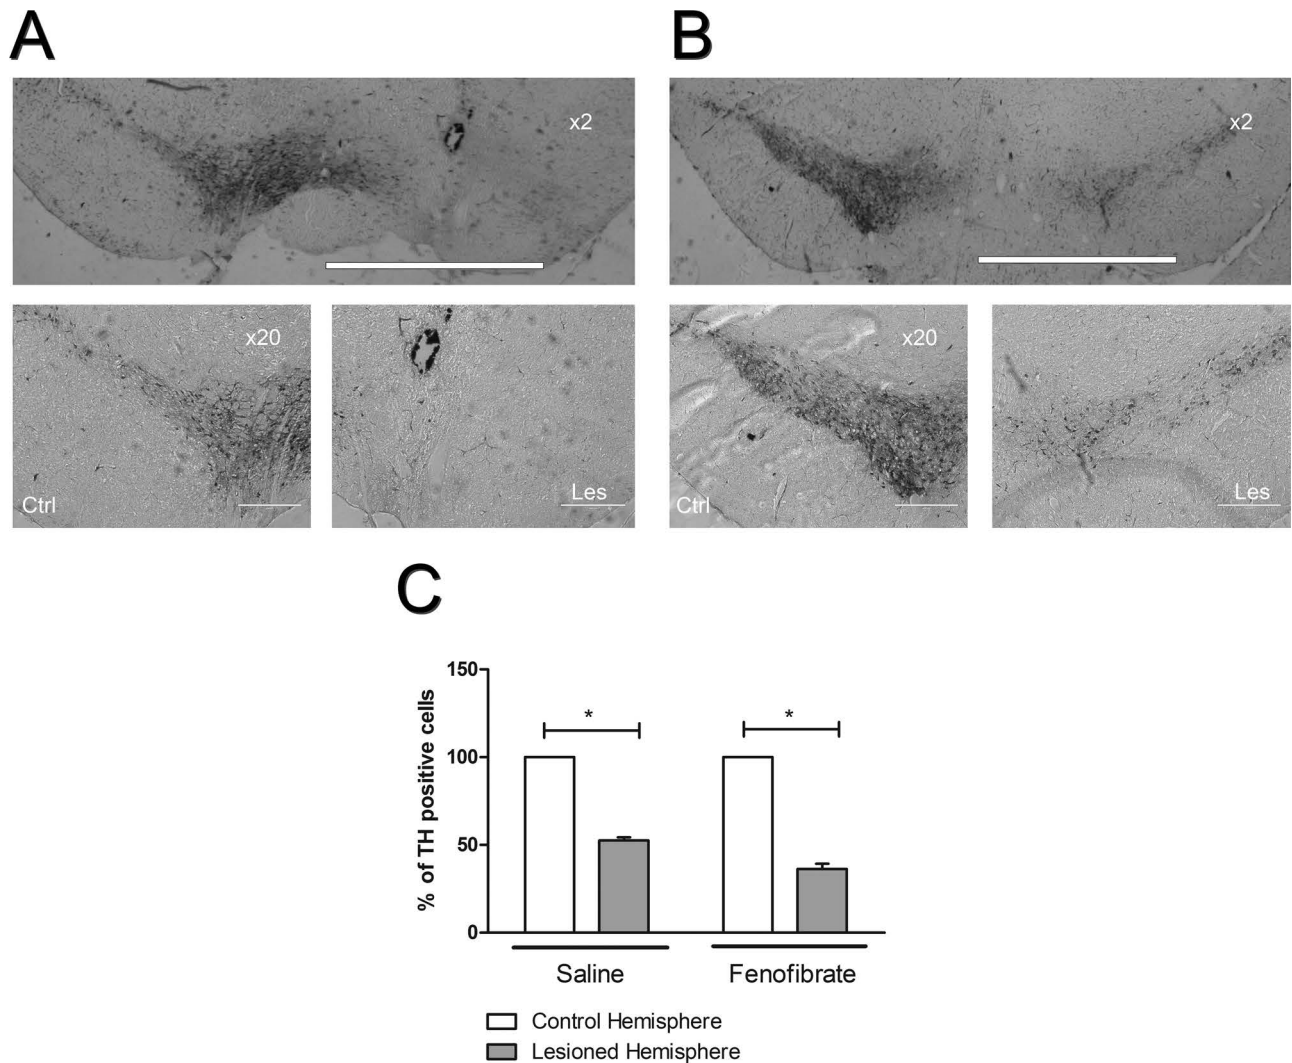 A
B
x2
x2
x20
Ctrl
Les
x20
Ctrl
Les
C
% of TH positive cells
150
100
50
0
*
*
Saline
Fenofibrate
Control Hemisphere
Lesioned Hemisphere